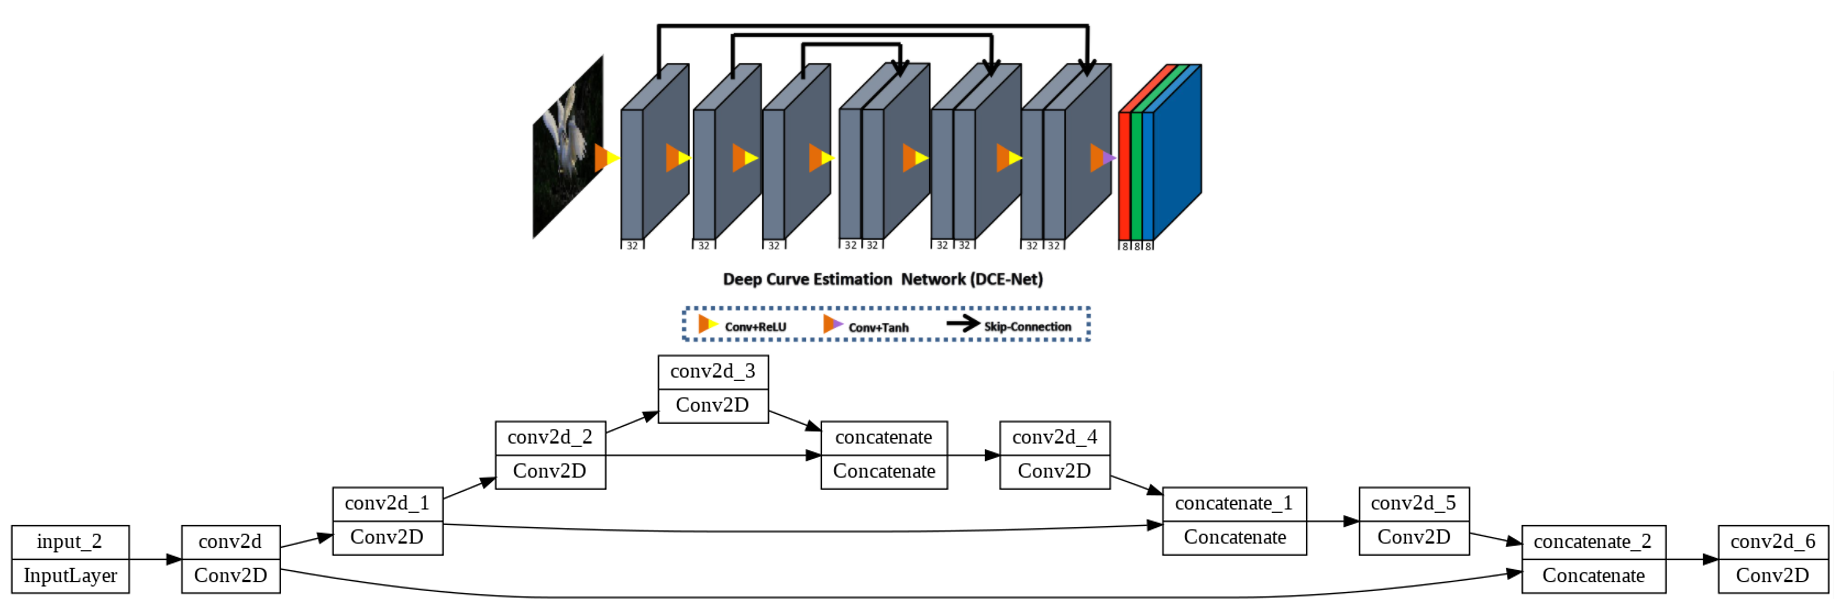 32 32 32 32 32 32 32 32 32 8 8 8
Deep Curve Estimation Network (DCE-Net)
Conv+ReLU Conv+Tanh Skip-Connection
conv2d_3
Conv2D
conv2d_2
Conv2D
concatenate
Concatenate
conv2d_4
Conv2D
conv2d_1
Conv2D
concatenate_1
Concatenate
conv2d_5
Conv2D
input_2
InputLayer
conv2d
Conv2D
concatenate_2
Concatenate
conv2d_6
Conv2D